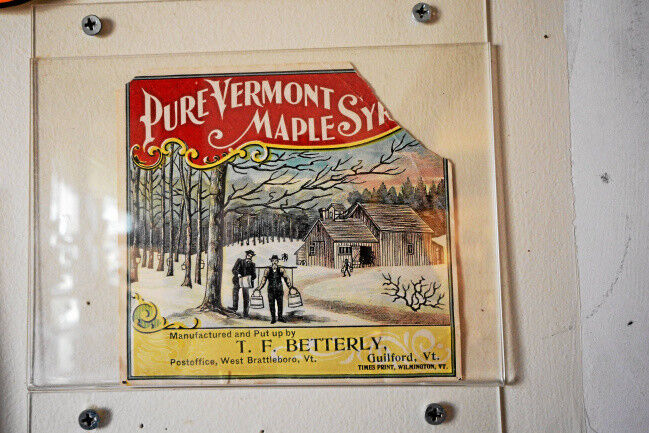 PURE VERMONT
MAPLE
Manufactured and Put up by
T. F. BETTERLY,
Postoffice, West Brattleboro, Vt. Guilford, Vt.
TIMES PRINT, WILMINGTON, VT.